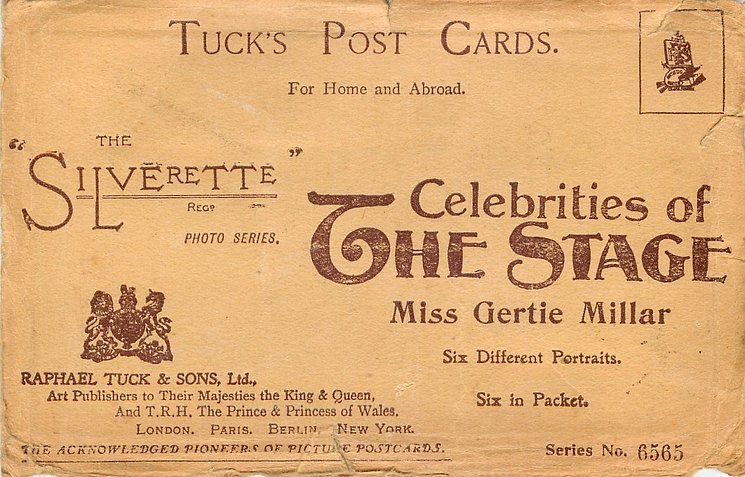 TUCK'S POST CARDS.
For Home and Abroad.
THE
"SILVERETTE"
REGD
PHOTO SERIES.
Celebrities of
THE STAGE
Miss Gertie Millar
Six Different Portraits.
Six in Packet.
RAPHAEL TUCK & SONS, Ltd.,
Art Publishers to Their Majesties the King & Queen,
And T.R.H. The Prince & Princess of Wales.
LONDON. PARIS. BERLIN. NEW YORK.
THE ACKNOWLEDGED PIONEERS OF PICTURE POSTCARDS.
Series No. 6565